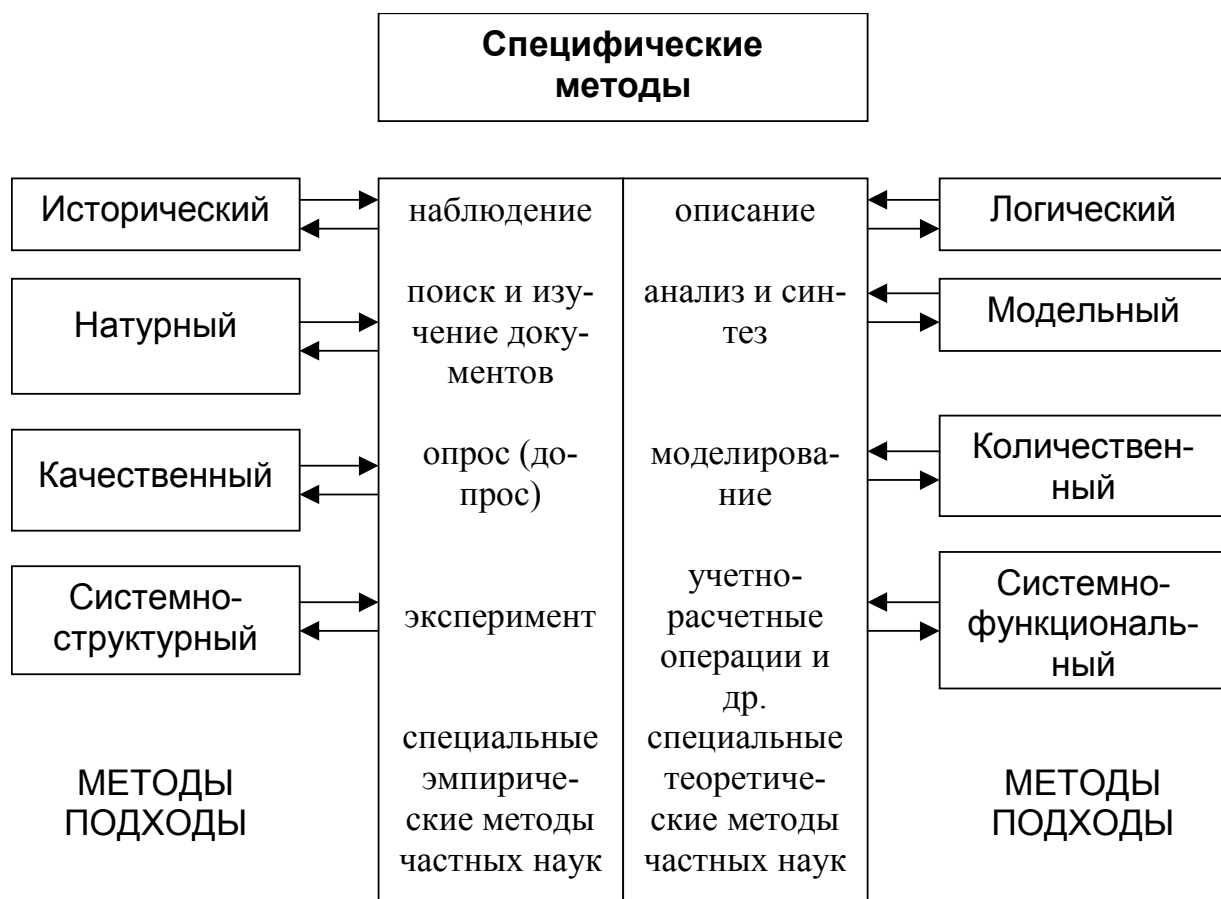 Специфические
методы
Исторический
наблюдение
описание
Логический
Натурный
поиск и изу-
чение доку-
ментов
анализ и син-
тез
Модельный
Качественный
опрос (до-
прос)
моделирова-
ние
Количествен-
ный
Системно-
структурный
эксперимент
учетно-
расчетные
операции и
др.
Системно-
функциональ-
ный
МЕТОДЫ
ПОДХОДЫ
специальные
эмпириче-
ские методы
частных наук
специальные
теоретиче-
ские методы
частных наук
МЕТОДЫ
ПОДХОДЫ